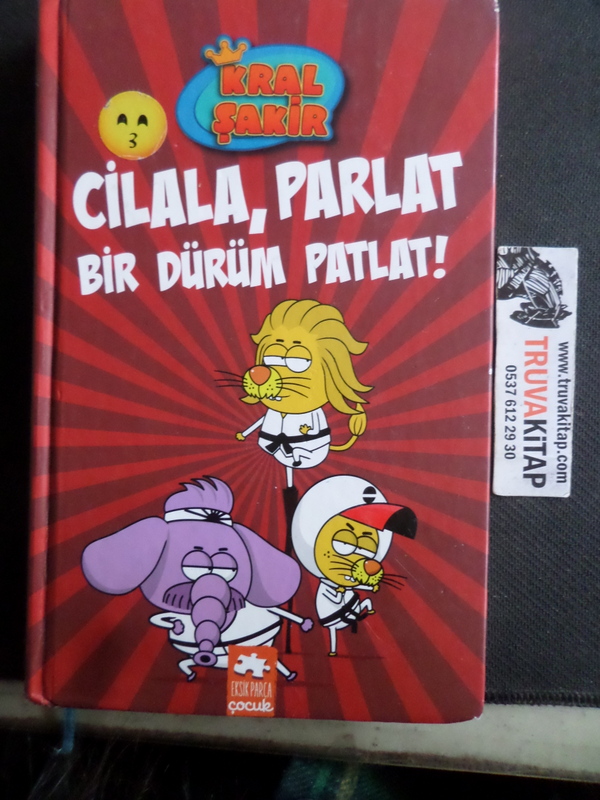 KRAL
ŞAKİR
CİLALA, PARLAT
BİR DÜRÜM PATLAT!
EKSİK PARÇA
çocuk
www.truvakitap.com
TRUVAKİTAP
0537 612 29 30